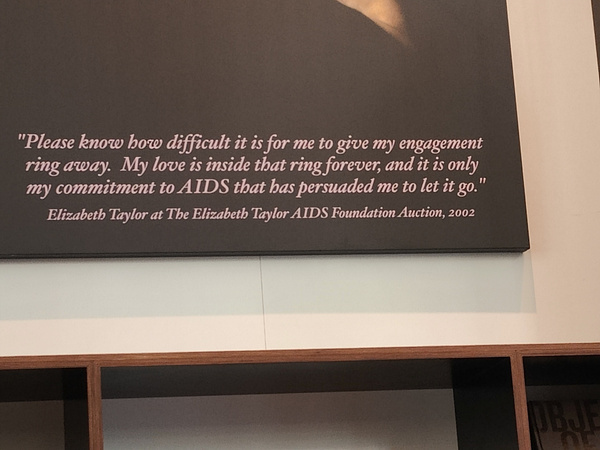 "Please know how difficult it is for me to give my engagement
ring away. My love is inside that ring forever, and it is only
my commitment to AIDS that has persuaded me to let it go."
Elizabeth Taylor at The Elizabeth Taylor AIDS Foundation Auction, 2002